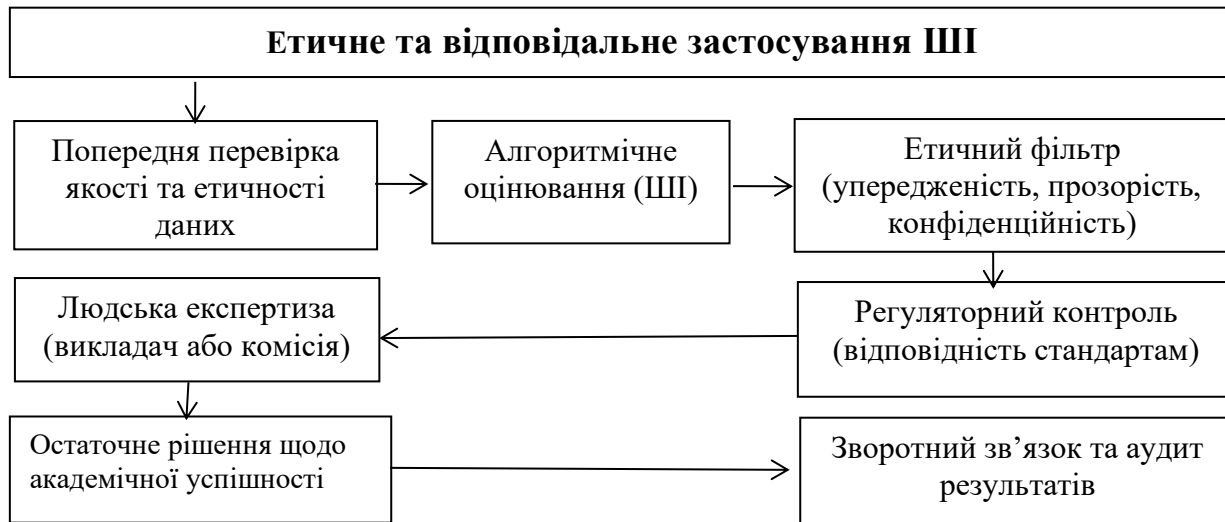 Етичне та відповідальне застосування ШІ
Попередня перевірка
якості та етичності
даних
Алгоритмічне
оцінювання (ШІ)
Етичний фільтр
(упередженість, прозорість,
конфіденційність)
Людська експертиза
(викладач або комісія)
Регуляторний контроль
(відповідність стандартам)
Остаточне рішення щодо
академічної успішності
Зворотний зв’язок та аудит
результатів